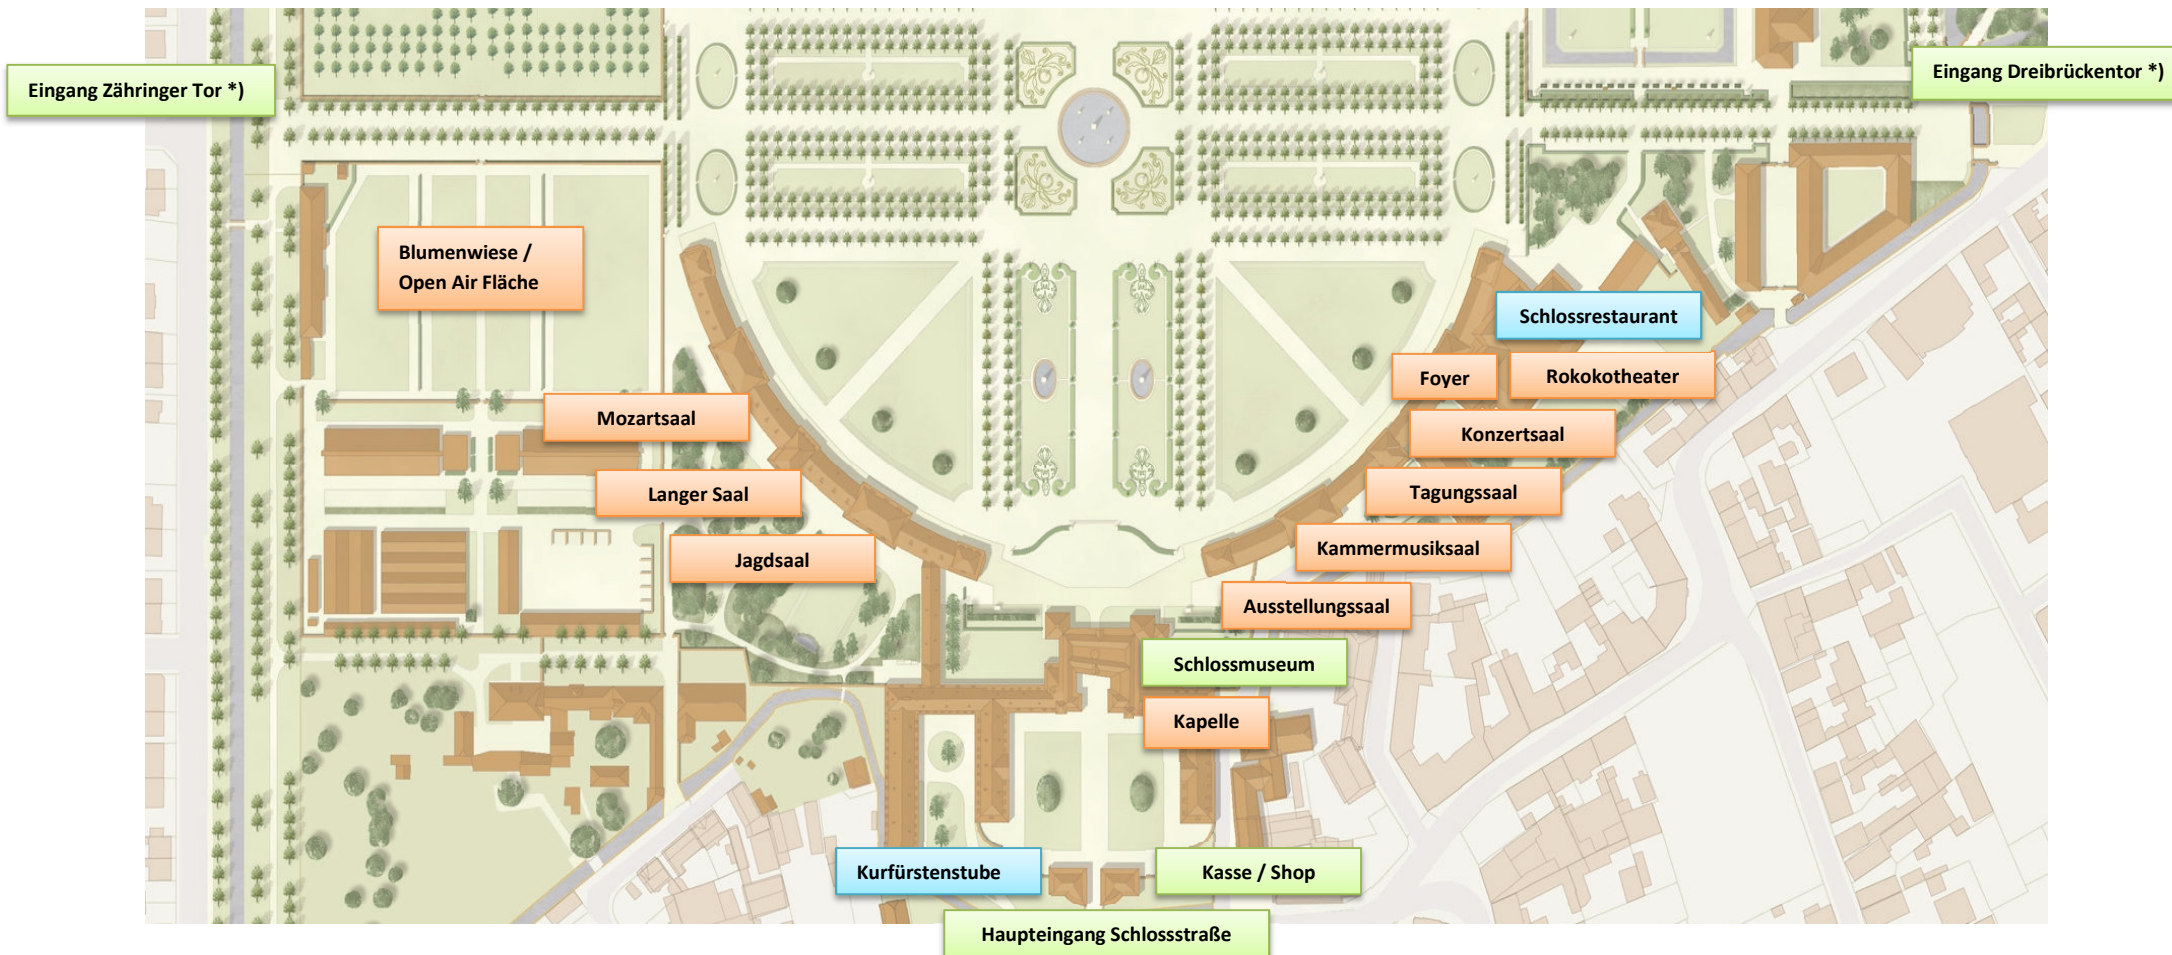 Eingang Zähringer Tor *)
Eingang Dreibrückentor *)
Blumenwiese /
Open Air Fläche
Schlossrestaurant
Foyer
Rokokotheater
Mozartsaal
Konzertsaal
Langer Saal
Tagungssaal
Jagdsaal
Kammermusiksaal
Ausstellungssaal
Schlossmuseum
Kapelle
Kurfürstenstube
Kasse / Shop
Haupteingang Schlossstraße